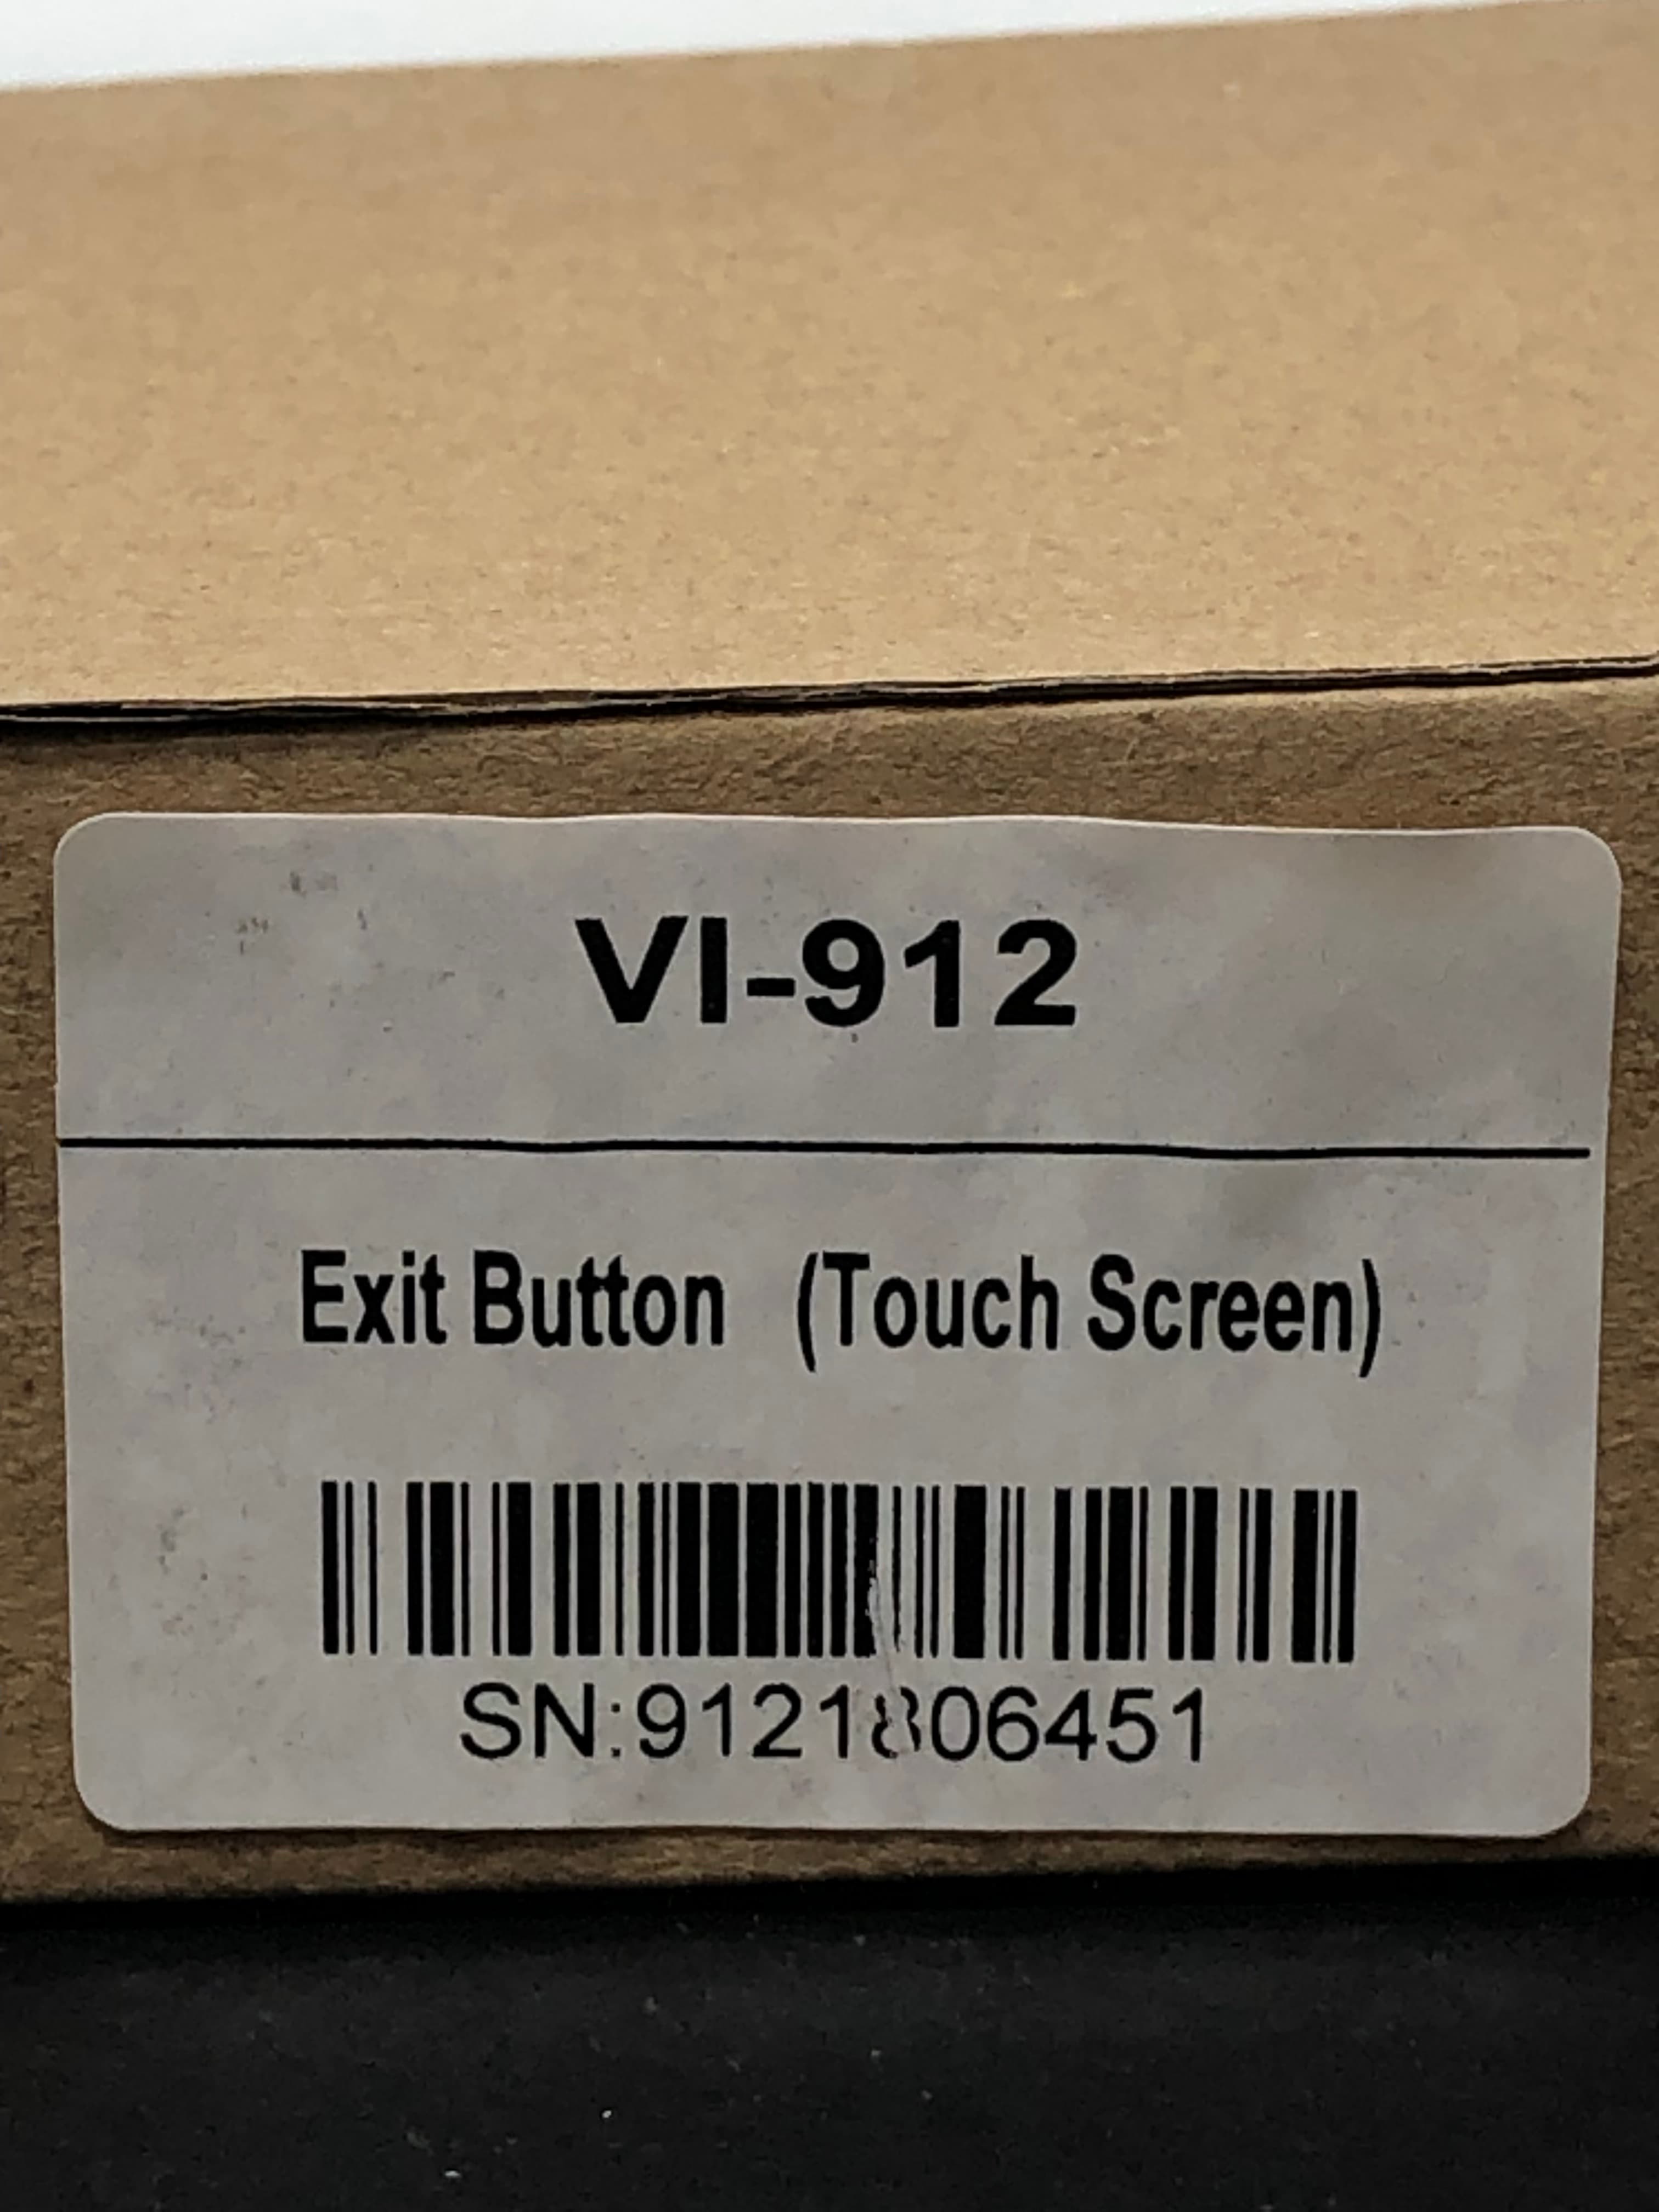 VI-912
Exit Button (Touch Screen)
SN:9121806451